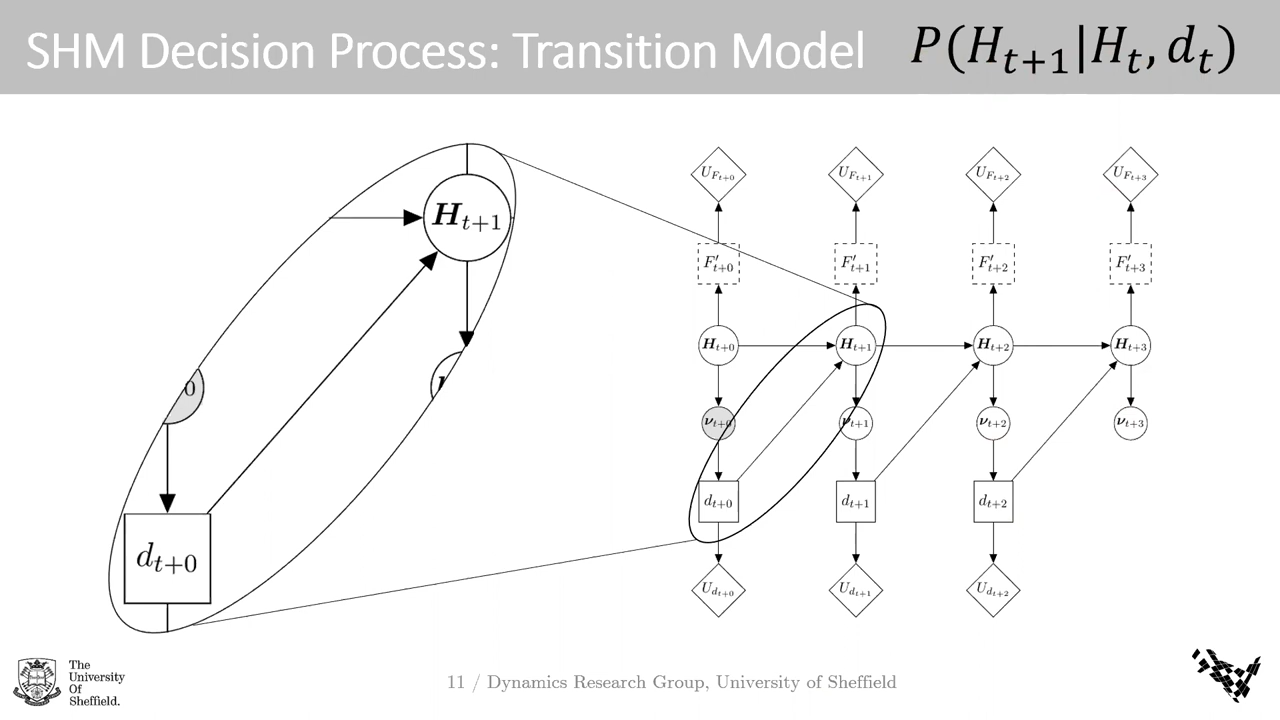 SHM Decision Process: Transition Model P(H_{t+1}|H_t, d_t)
H_{t+1}
0
d_{t+0}
U_{F_{t+0}} U_{F_{t+1}} U_{F_{t+2}} U_{F_{t+3}}
F'_{t+0} F'_{t+1} F'_{t+2} F'_{t+3}
H_{t+0} H_{t+1} H_{t+2} H_{t+3}
ν_{t+0} ν_{t+1} ν_{t+2} ν_{t+3}
d_{t+0} d_{t+1} d_{t+2}
U_{d_{t+0}} U_{d_{t+1}} U_{d_{t+2}}
The
University
Of
Sheffield.
11 / Dynamics Research Group, University of Sheffield